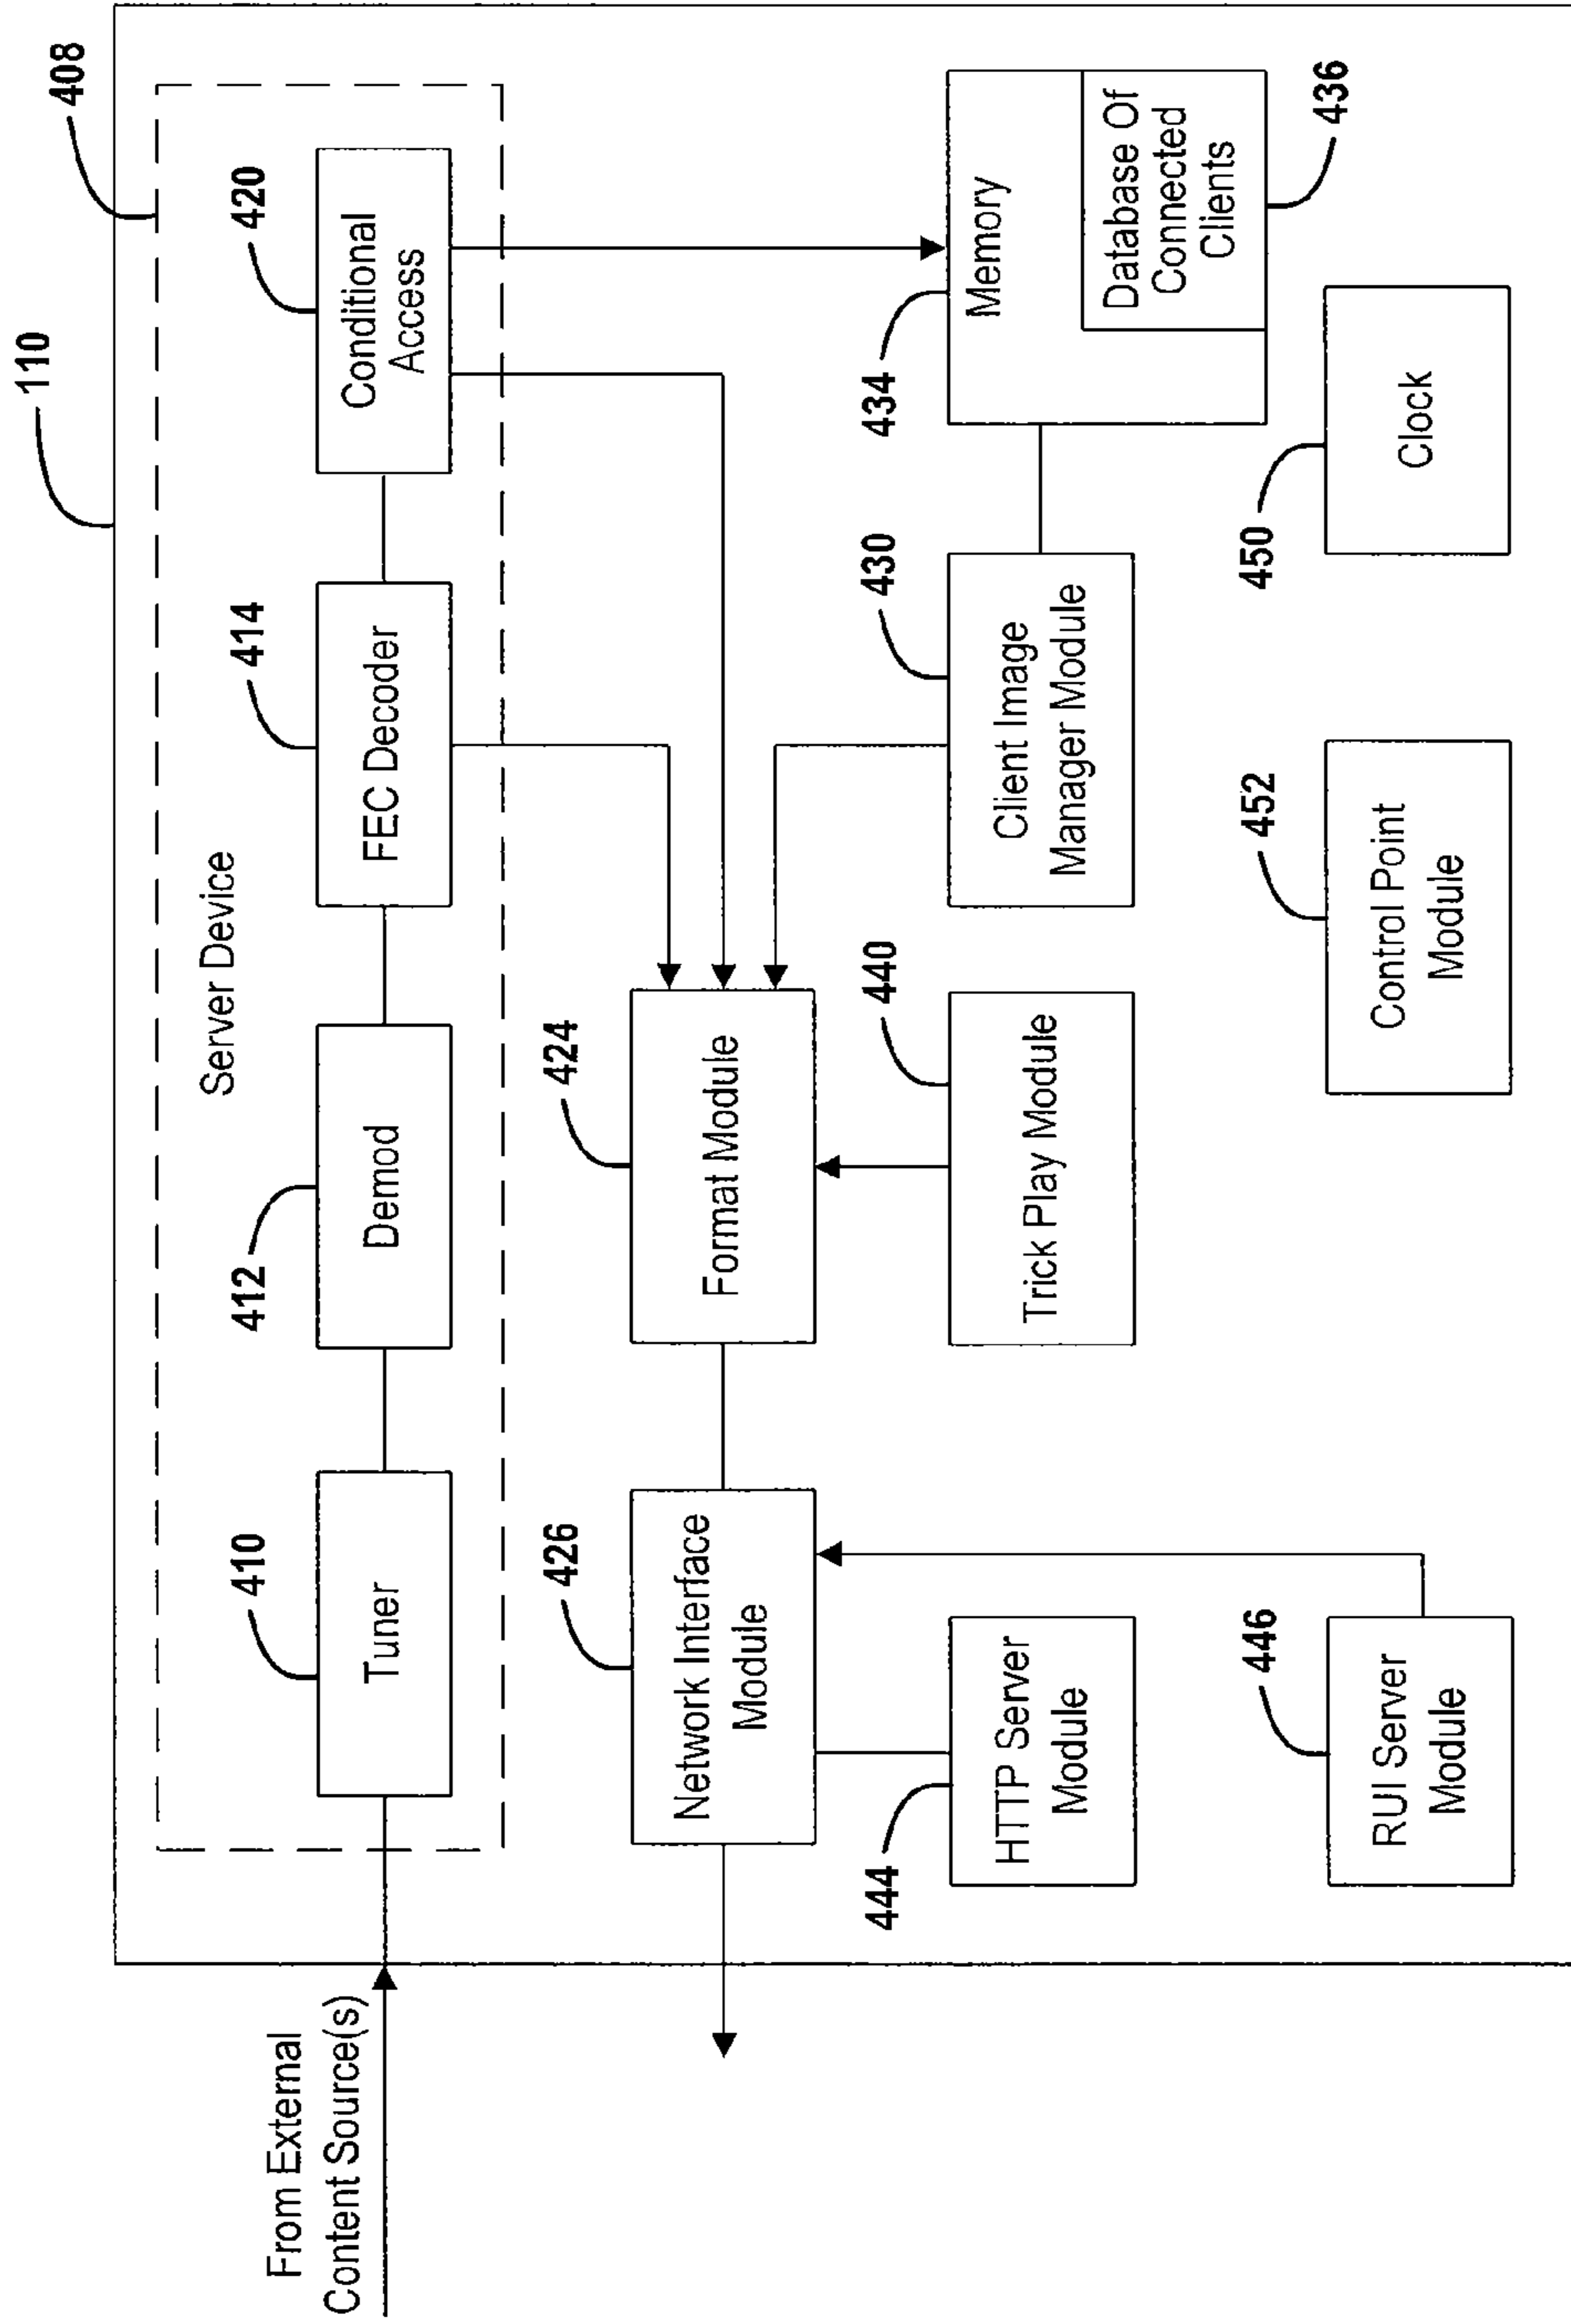 110
408
Server Device
410
412
414
420
Tuner
Demod
FEC Decoder
Conditional
Access
From External
Content Source(s)
426
424
Network Interface
Module
Format Module
444
440
430
434
HTTP Server
Module
Trick Play Module
Client Image
Manager Module
Memory
Database Of
Connected
Clients
436
446
452
450
RUI Server
Module
Control Point
Module
Clock